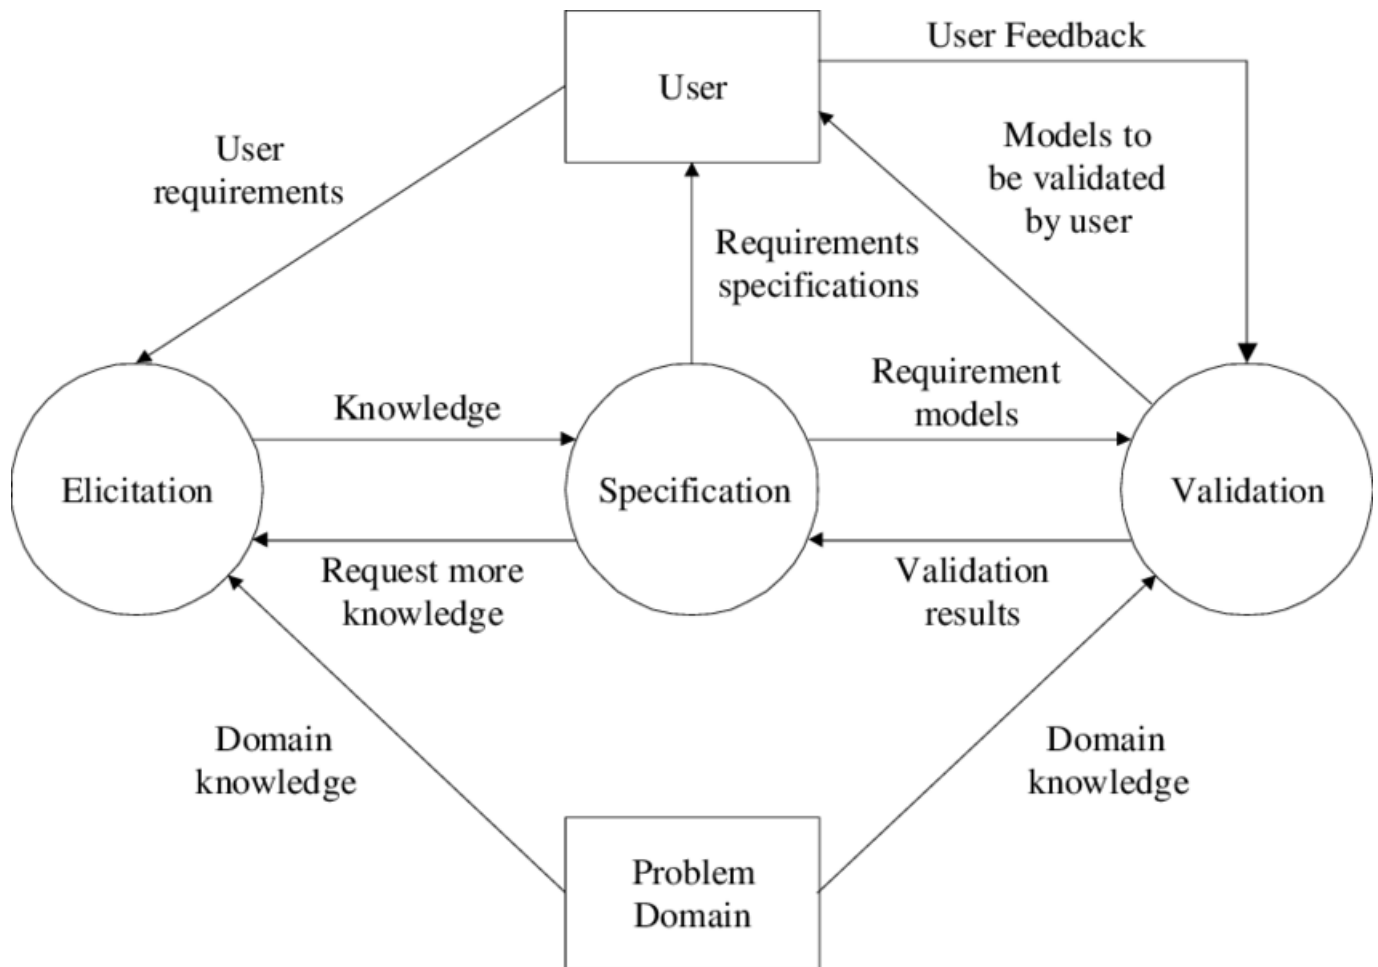 User Feedback
User
Models to
be validated
by user
User
requirements
Requirements
specifications
Requirement
models
Knowledge
Elicitation
Specification
Validation
Request more
knowledge
Validation
results
Domain
knowledge
Domain
knowledge
Problem
Domain